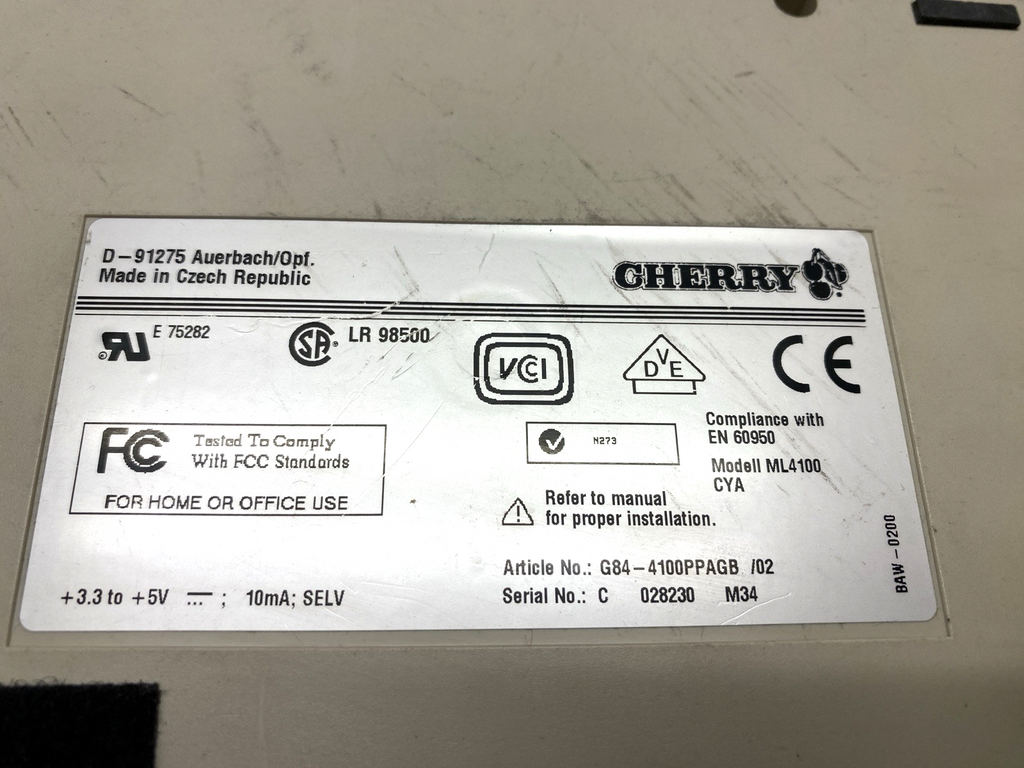 D-91275 Auerbach/Opf.
Made in Czech Republic
CHERRY
E 75282
LR 98500
VCCI
DVE
CE
FC Tested To Comply
With FCC Standards
FOR HOME OR OFFICE USE
N273
Compliance with
EN 60950
Modell ML4100
CYA
Refer to manual
for proper installation.
+3.3 to +5V ; 10mA; SELV
Article No.: G84-4100PPAGB /02
Serial No.: C 028230 M34
BAW-0200